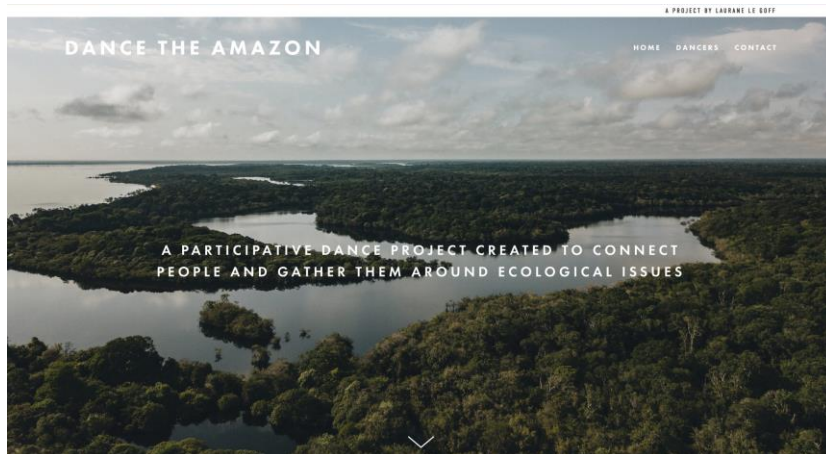 A PROJECT BY LAURANE LE GOFF
DANCE THE AMAZON
HOME DANCERS CONTACT
A PARTICIPATIVE DANCE PROJECT CREATED TO CONNECT
PEOPLE AND GATHER THEM AROUND ECOLOGICAL ISSUES